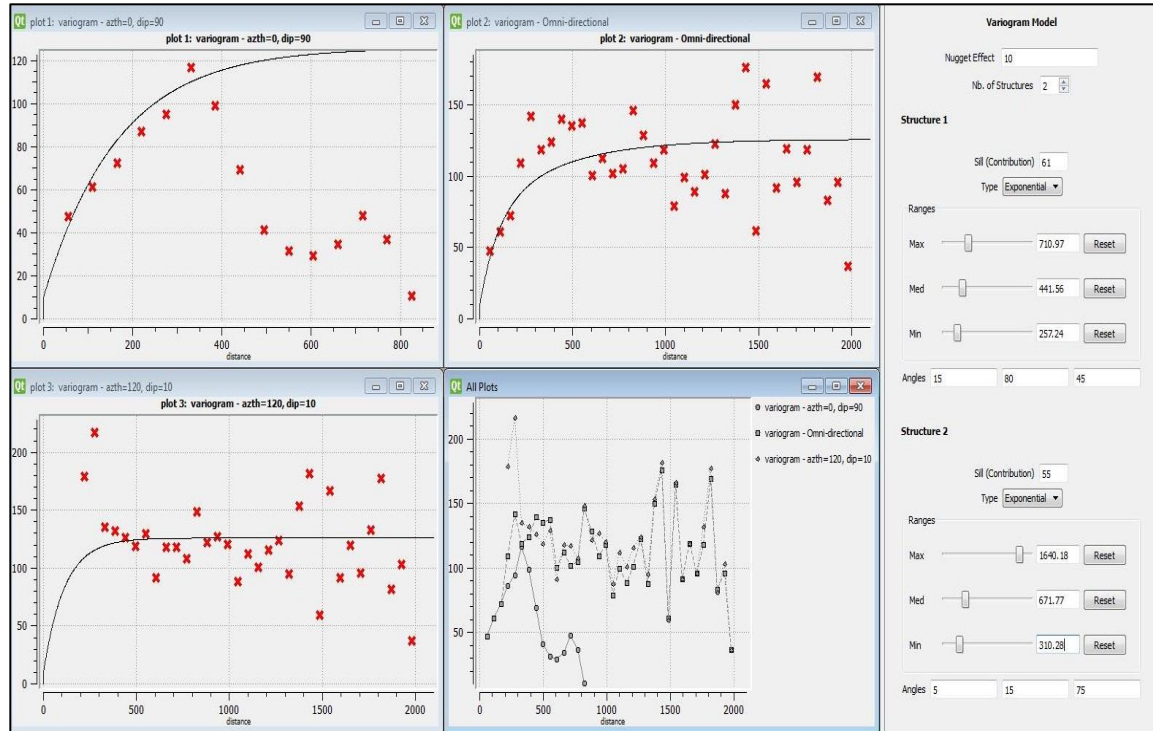 plot 1: variogram - azth=0, dip=90
plot 1: variogram - azth=0, dip=90
120
100
80
60
40
20
0
0 200 400 600 800
distance
plot 2: variogram - Omni-directional
plot 2: variogram - Omni-directional
150
100
50
0
0 500 1000 1500 2000
distance
plot 3: variogram - azth=120, dip=10
plot 3: variogram - azth=120, dip=10
200
150
100
50
0
0 500 1000 1500 2000
distance
All Plots
variogram - azth=0, dip=90
variogram - Omni-directional
variogram - azth=120, dip=10
200
150
100
50
0 500 1000 1500 2000
distance
Variogram Model
Nugget Effect 10
Nb. of Structures 2
Structure 1
Sill (Contribution) 61
Type Exponential
Ranges
Max 710.97 Reset
Med 441.56 Reset
Min 257.24 Reset
Angles 15 80 45
Structure 2
Sill (Contribution) 55
Type Exponential
Ranges
Max 1640.18 Reset
Med 671.77 Reset
Min 310.28 Reset
Angles 5 15 75